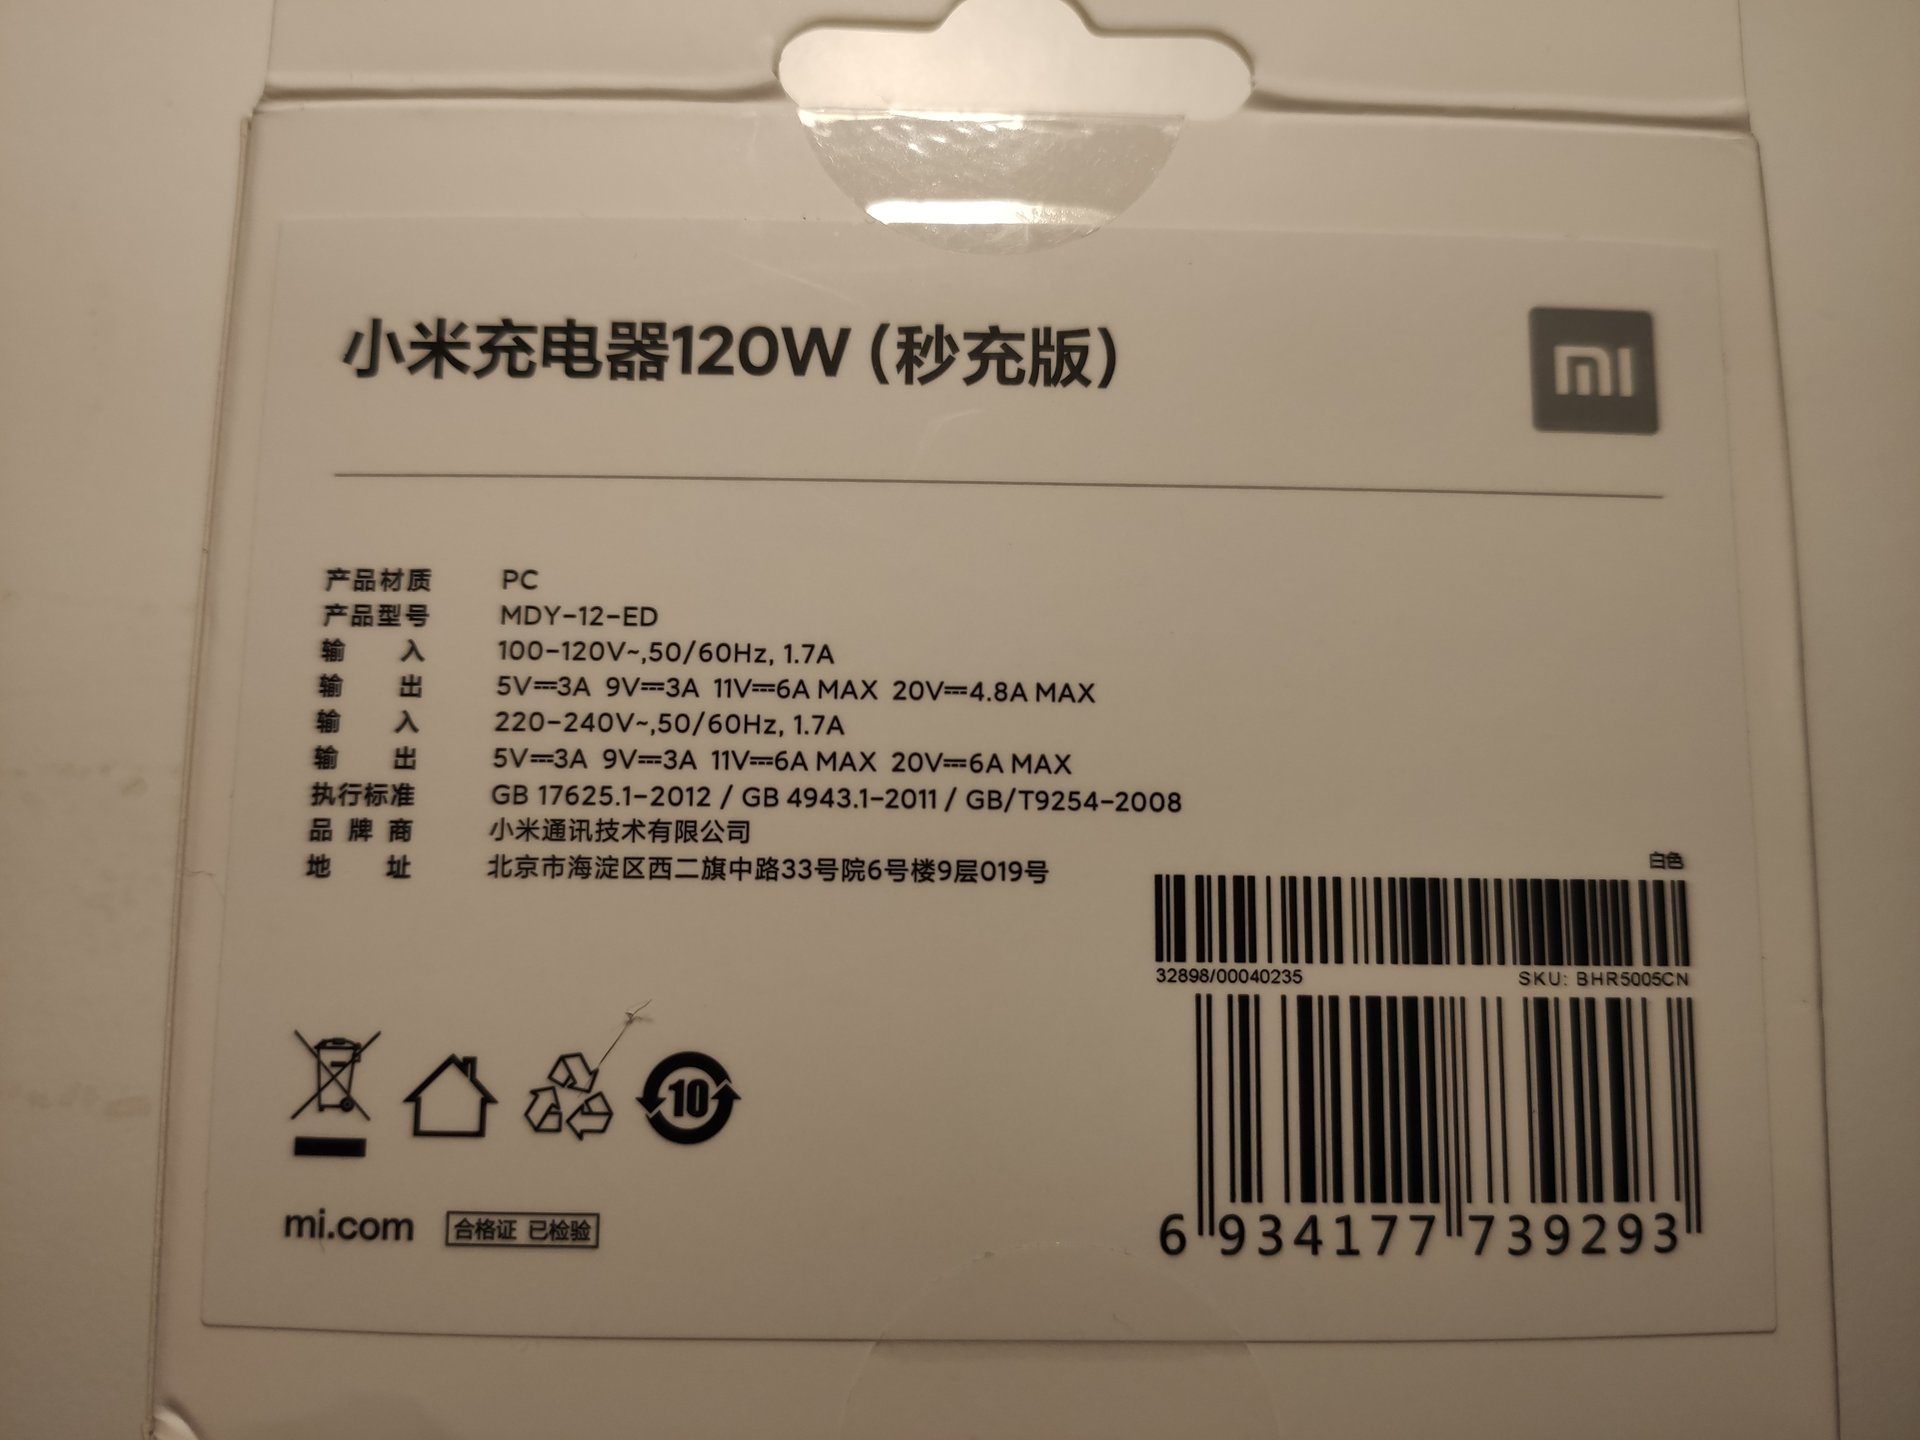 小米充电器120W（秒充版）
mi
产品材质 PC
产品型号 MDY-12-ED
输入 100-120V~,50/60Hz, 1.7A
输出 5V⎓3A 9V⎓3A 11V⎓6A MAX 20V⎓4.8A MAX
输入 220-240V~,50/60Hz, 1.7A
输出 5V⎓3A 9V⎓3A 11V⎓6A MAX 20V⎓6A MAX
执行标准 GB 17625.1-2012 / GB 4943.1-2011 / GB/T9254-2008
品牌商 小米通讯技术有限公司
地址 北京市海淀区西二旗中路33号院6号楼9层019号
白色
32898/00040235 SKU: BHR5005CN
10
mi.com 合格证 已检验
6 934177 739293